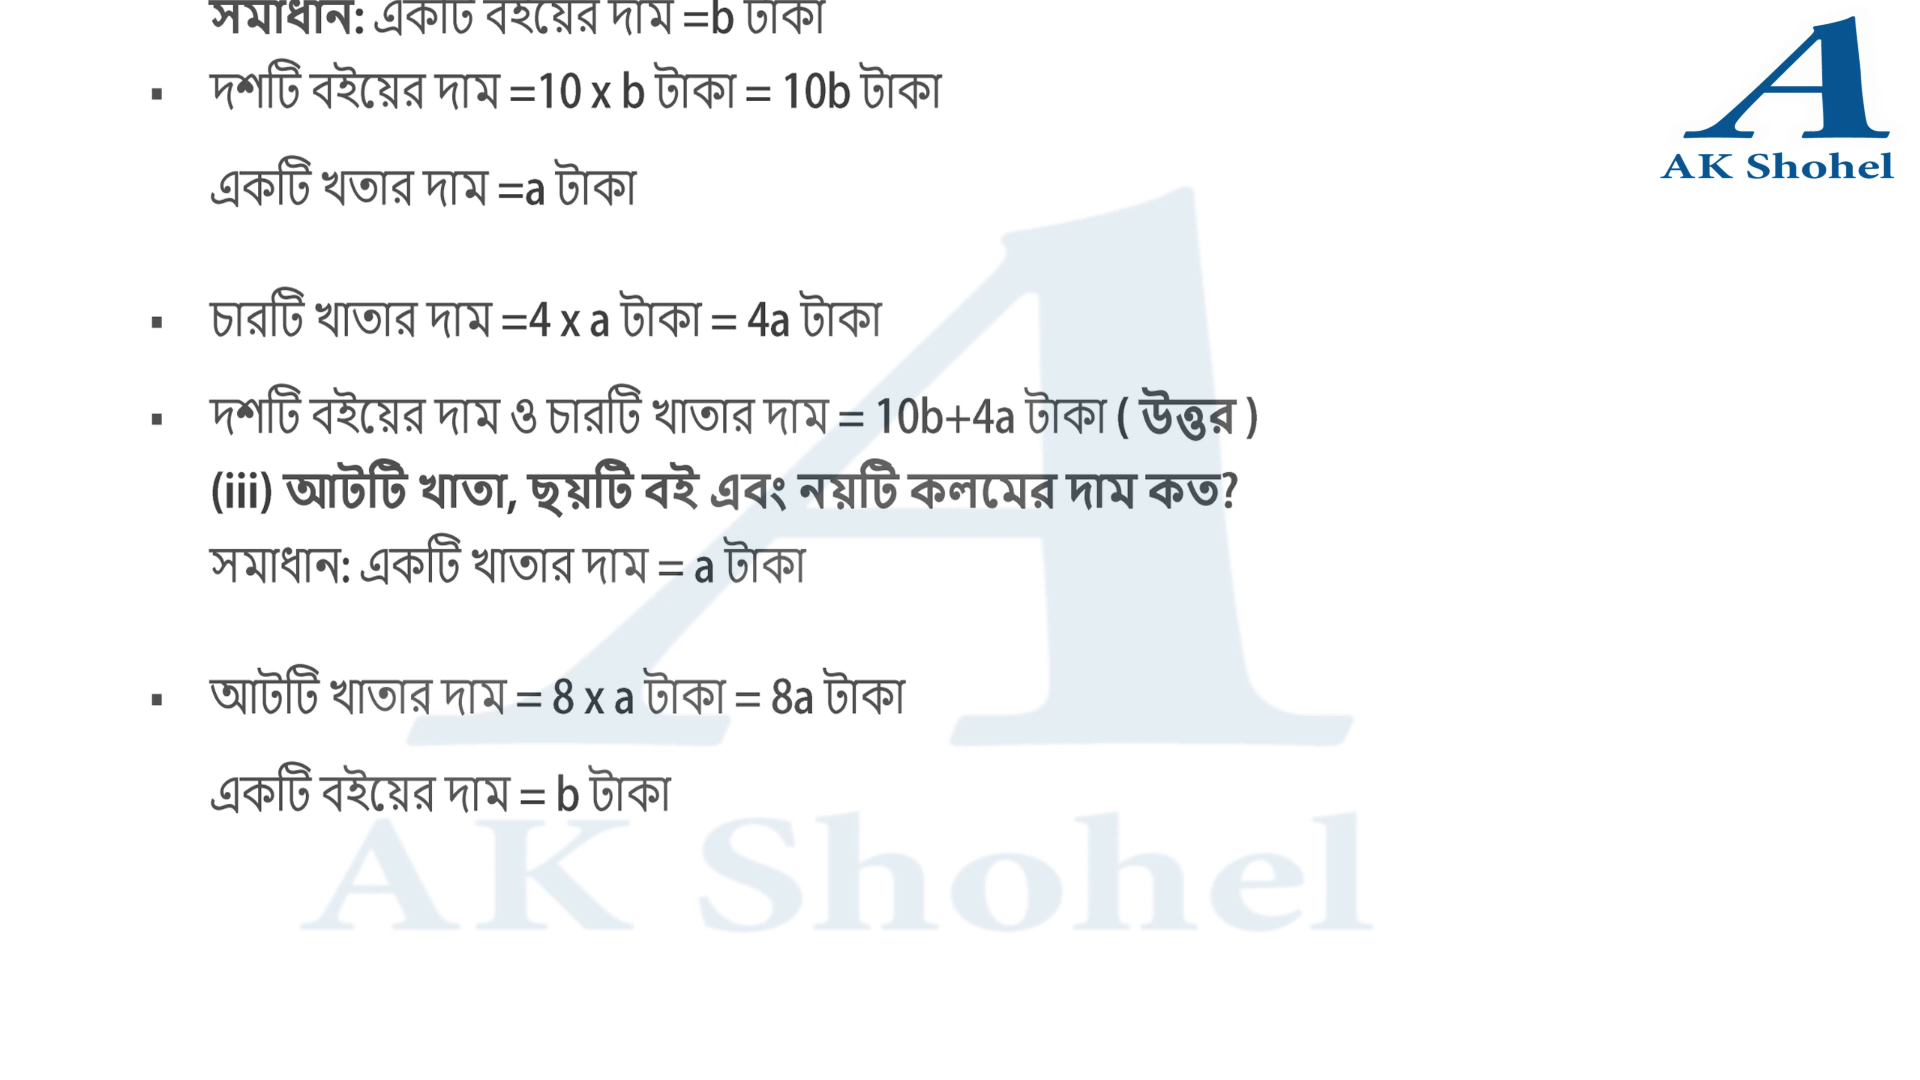 সমাধান: একটি বইয়ের দাম =b টাকা
▪ দশটি বইয়ের দাম =10 x b টাকা = 10b টাকা
একটি খতার দাম =a টাকা
▪ চারটি খাতার দাম =4 x a টাকা = 4a টাকা
▪ দশটি বইয়ের দাম ও চারটি খাতার দাম = 10b+4a টাকা ( উত্তর )
(iii) আটটি খাতা, ছয়টি বই এবং নয়টি কলমের দাম কত?
সমাধান: একটি খাতার দাম = a টাকা
▪ আটটি খাতার দাম = 8 x a টাকা = 8a টাকা
একটি বইয়ের দাম = b টাকা
A
AK Shohel
A
AK Shohel